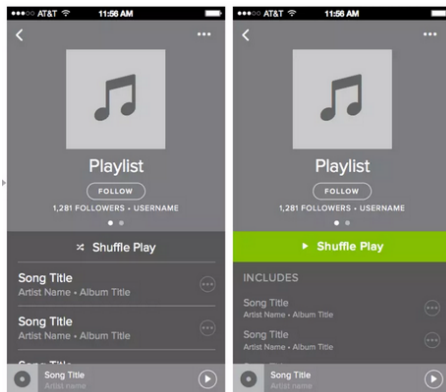 AT&T 11:56 AM
Playlist
FOLLOW
1,281 FOLLOWERS • USERNAME
Shuffle Play
Song Title
Artist Name • Album Title
Song Title
Artist Name • Album Title
Song Title
Artist name
AT&T 11:56 AM
Playlist
FOLLOW
1,281 FOLLOWERS • USERNAME
Shuffle Play
INCLUDES
Song Title
Artist Name • Album Title
Song Title
Artist Name • Album Title
Song Title
Artist name